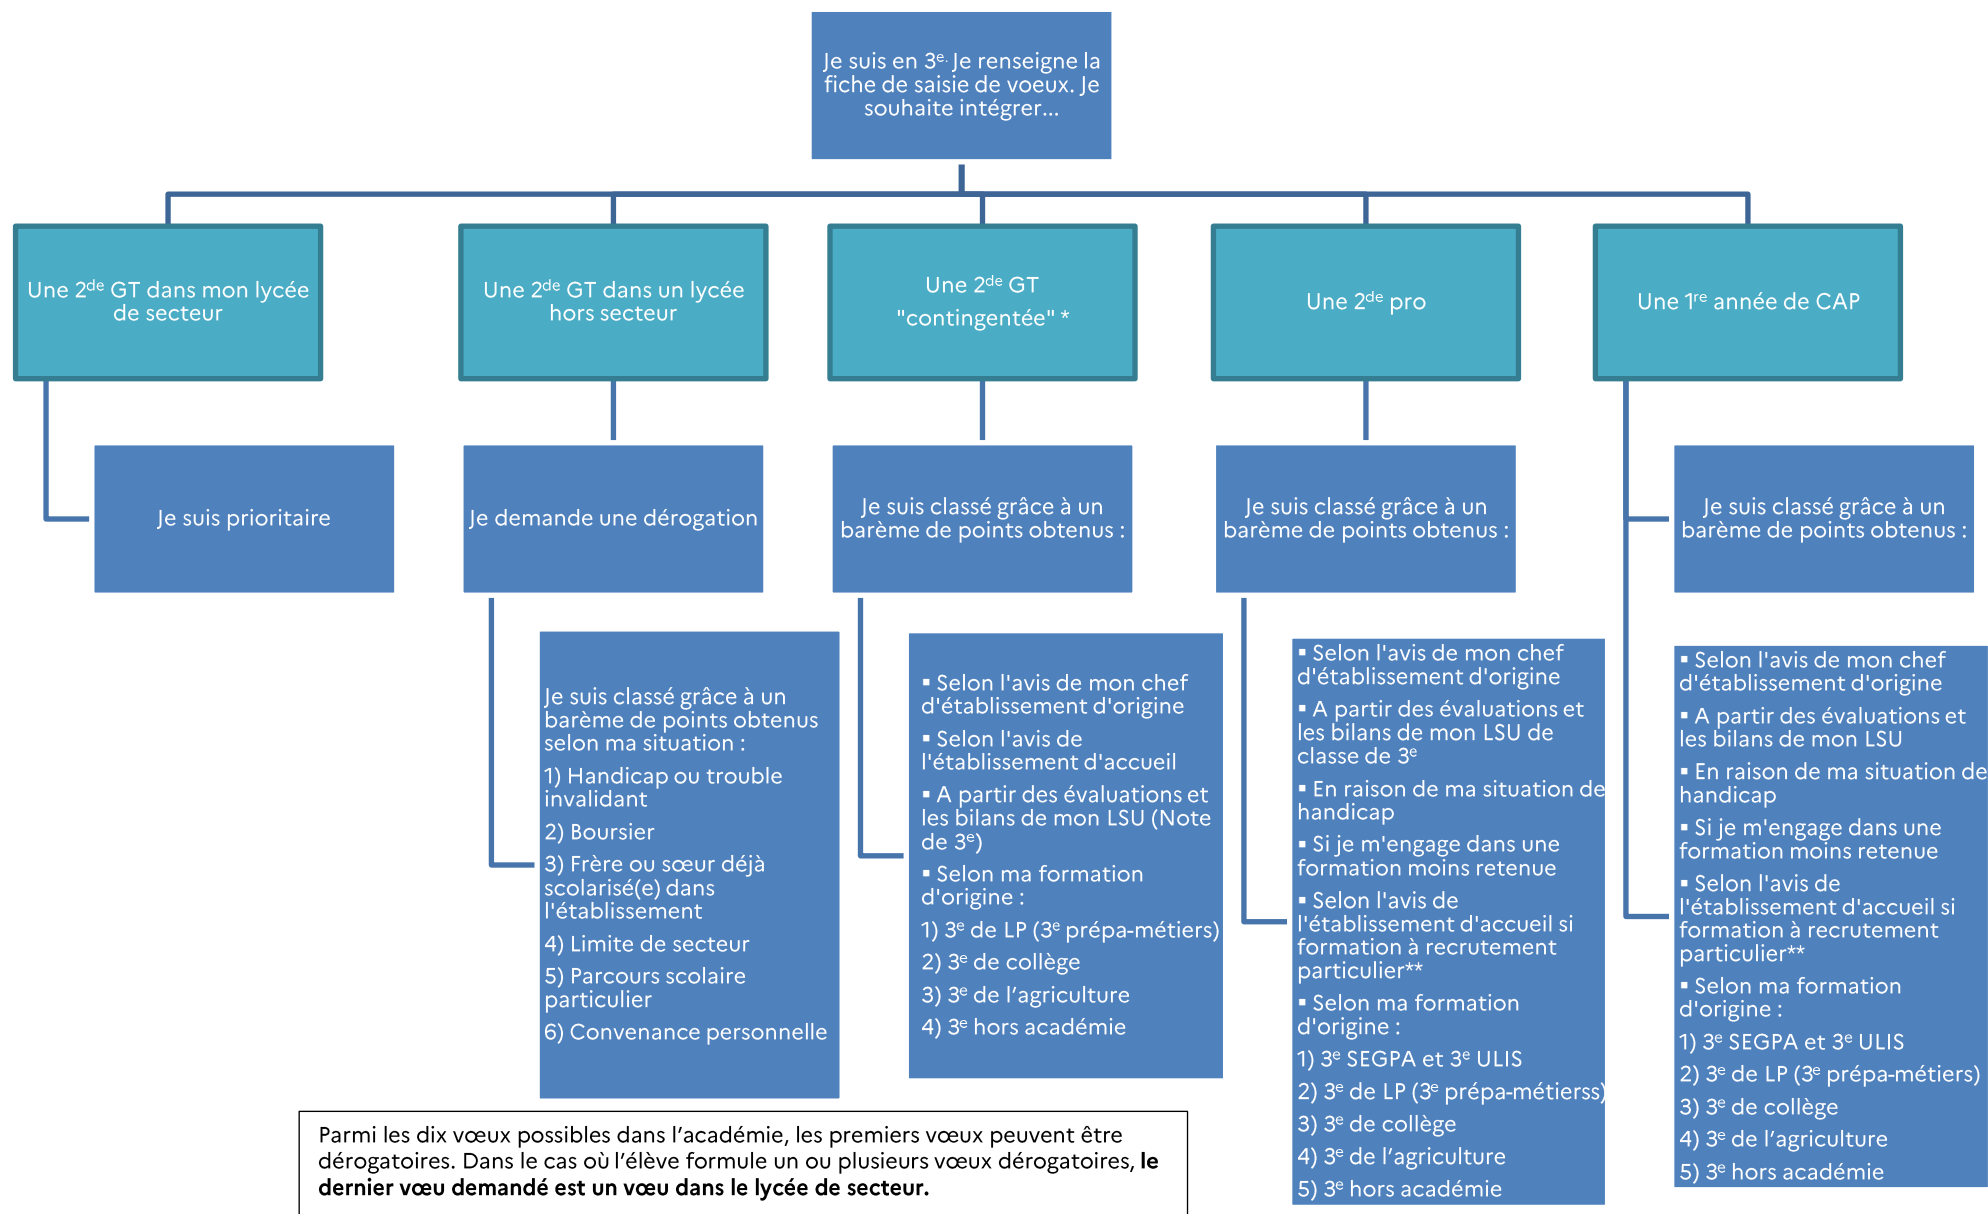 Je suis en 3e. Je renseigne la
fiche de saisie de voeux. Je
souhaite intégrer...
Une 2de GT dans mon lycée
de secteur
Une 2de GT dans un lycée
hors secteur
Une 2de GT
"contingentée" *
Une 2de pro
Une 1re année de CAP
Je suis prioritaire
Je demande une dérogation
Je suis classé grâce à un
barème de points obtenus :
Je suis classé grâce à un
barème de points obtenus :
Je suis classé grâce à un
barème de points obtenus :
Je suis classé grâce à un
barème de points obtenus
selon ma situation :
1) Handicap ou trouble
invalidant
2) Boursier
3) Frère ou sœur déjà
scolarisé(e) dans
l'établissement
4) Limite de secteur
5) Parcours scolaire
particulier
6) Convenance personnelle
▪ Selon l'avis de mon chef
d'établissement d'origine
▪ Selon l'avis de
l'établissement d'accueil
▪ A partir des évaluations et
les bilans de mon LSU (Note
de 3e)
▪ Selon ma formation
d'origine :
1) 3e de LP (3e prépa-métiers)
2) 3e de collège
3) 3e de l’agriculture
4) 3e hors académie
▪ Selon l'avis de mon chef
d'établissement d'origine
▪ A partir des évaluations et
les bilans de mon LSU de
classe de 3e
▪ En raison de ma situation de
handicap
▪ Si je m'engage dans une
formation moins retenue
▪ Selon l'avis de
l'établissement d'accueil si
formation à recrutement
particulier**
▪ Selon ma formation
d'origine :
1) 3e SEGPA et 3e ULIS
2) 3e de LP (3e prépa-métierss)
3) 3e de collège
4) 3e de l’agriculture
5) 3e hors académie
▪ Selon l'avis de mon chef
d'établissement d'origine
▪ A partir des évaluations et
les bilans de mon LSU
▪ En raison de ma situation de
handicap
▪ Si je m'engage dans une
formation moins retenue
▪ Selon l'avis de
l'établissement d'accueil si
formation à recrutement
particulier**
▪ Selon ma formation
d'origine :
1) 3e SEGPA et 3e ULIS
2) 3e de LP (3e prépa-métiers)
3) 3e de collège
4) 3e de l’agriculture
5) 3e hors académie
Parmi les dix vœux possibles dans l’académie, les premiers vœux peuvent être
dérogatoires. Dans le cas où l’élève formule un ou plusieurs vœux dérogatoires, le
dernier vœu demandé est un vœu dans le lycée de secteur.